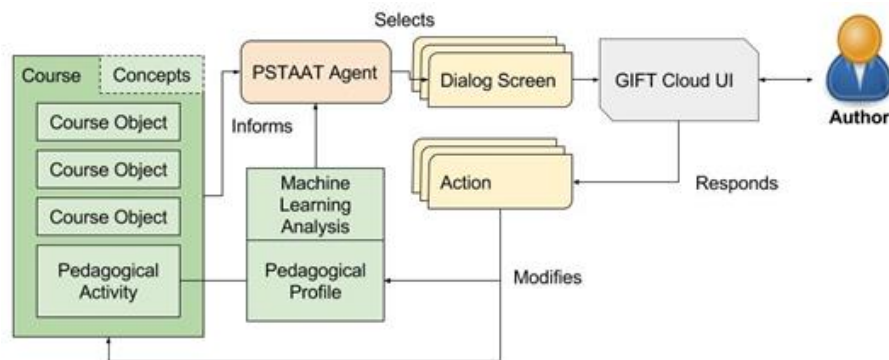 Selects
Course
Concepts
PSTAAT Agent
Dialog Screen
GIFT Cloud UI
Author
Course Object
Informs
Course Object
Course Object
Machine
Learning
Analysis
Action
Responds
Pedagogical
Activity
Pedagogical
Profile
Modifies